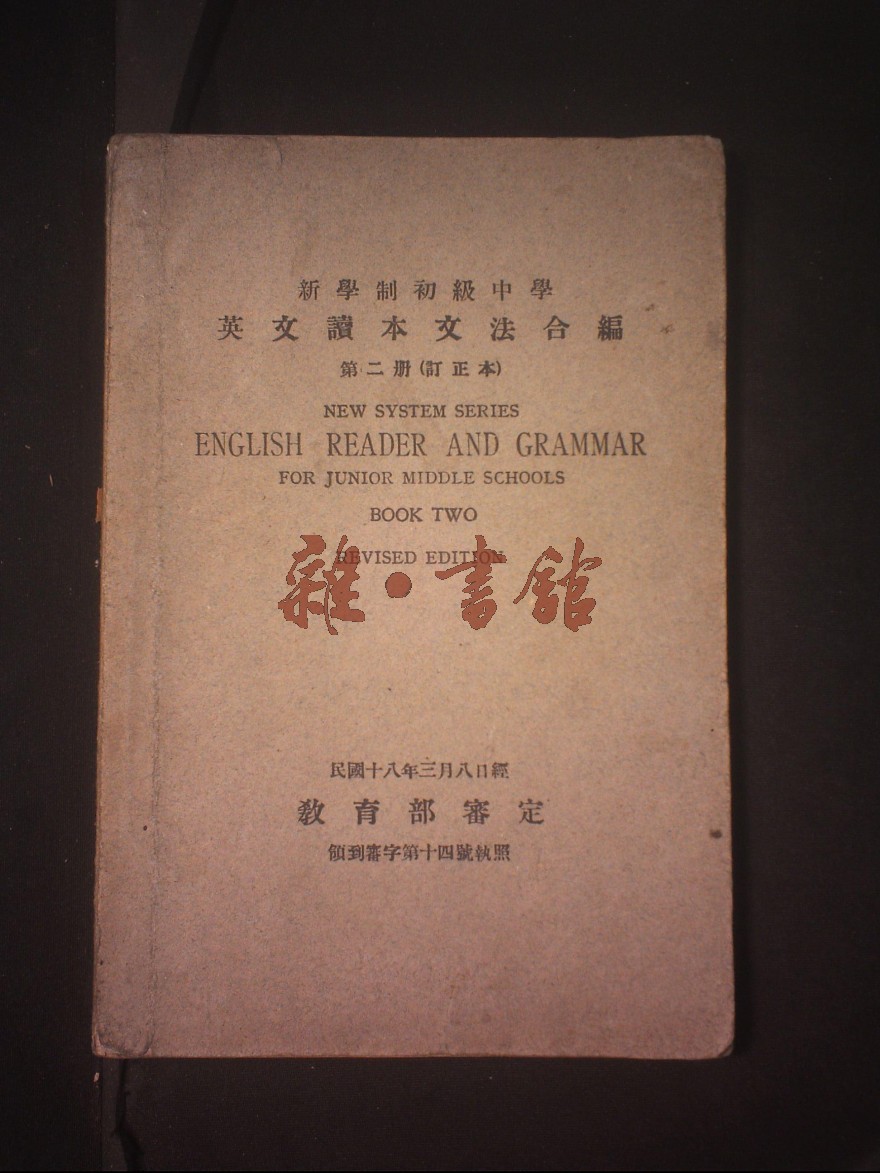 新學制初級中學
英文讀本文法合編
第二册(訂正本)
NEW SYSTEM SERIES
ENGLISH READER AND GRAMMAR
FOR JUNIOR MIDDLE SCHOOLS
BOOK TWO
REVISED EDITION
雜·書館
民國十八年三月八日經
教育部審定
領到審字第十四號執照